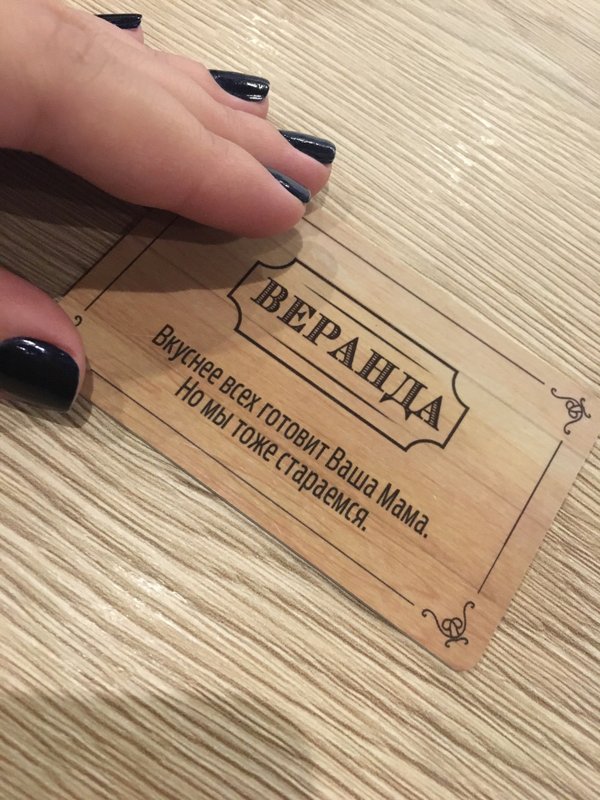 ВЕРАНДА
Вкуснее всех готовит Ваша Мама.
Но мы тоже стараемся.